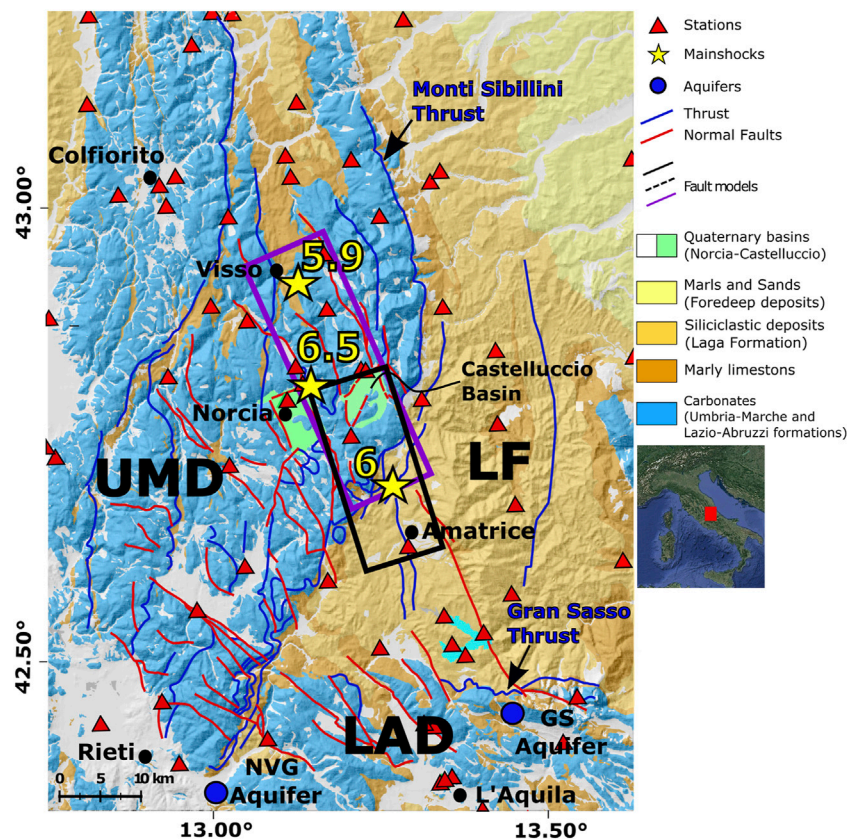 Stations
Mainshocks
Aquifers
Thrust
Normal Faults
Fault models
Quaternary basins
(Norcia-Castelluccio)
Marls and Sands
(Foredeep deposits)
Siliciclastic deposits
(Laga Formation)
Marly limestons
Carbonates
(Umbria-Marche and
Lazio-Abruzzi formations)
Monti Sibillini
Thrust
Colfiorito
43.00°
5.9
Visso
6.5
Castelluccio
Basin
Norcia
UMD
6
LF
Amatrice
Gran Sasso
Thrust
42.50°
LAD
GS
Aquifer
Rieti
NVG
Aquifer
0 5 10 km
L'Aquila
13.00°
13.50°